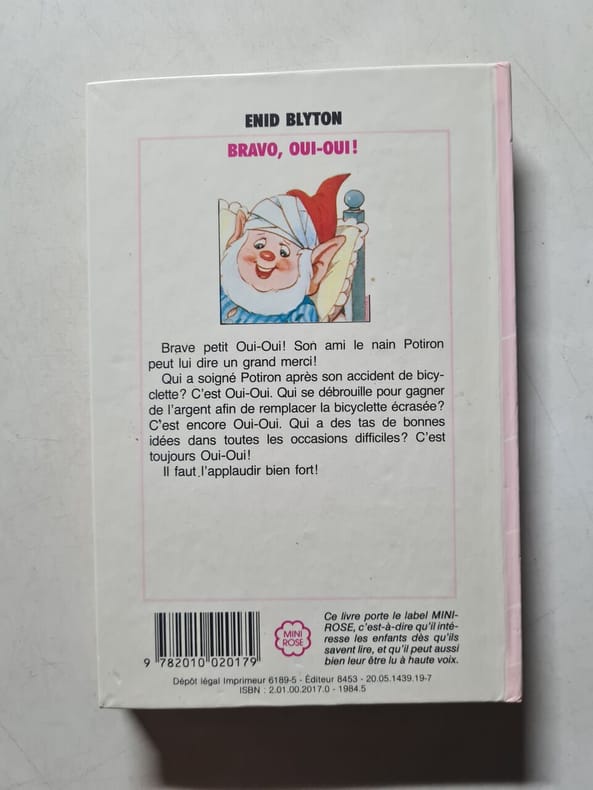 ENID BLYTON
BRAVO, OUI-OUI!
Brave petit Oui-Oui! Son ami le nain Potiron
peut lui dire un grand merci!
Qui a soigné Potiron après son accident de bicy-
clette? C'est Oui-Oui. Qui se débrouille pour gagner
de l'argent afin de remplacer la bicyclette écrasée?
C'est encore Oui-Oui. Qui a des tas de bonnes
idées dans toutes les occasions difficiles? C'est
toujours Oui-Oui!
Il faut l'applaudir bien fort!
9 782010 020179
MINI
ROSE
Ce livre porte le label MINI-
ROSE, c'est-à-dire qu'il inté-
resse les enfants dès qu'ils
savent lire, et qu'il peut aussi
bien leur être lu à haute voix.
Dépôt légal Imprimeur 6189-5 - Éditeur 8453 - 20.05.1439.19-7
ISBN : 2.01.00.2017.0 - 1984.5